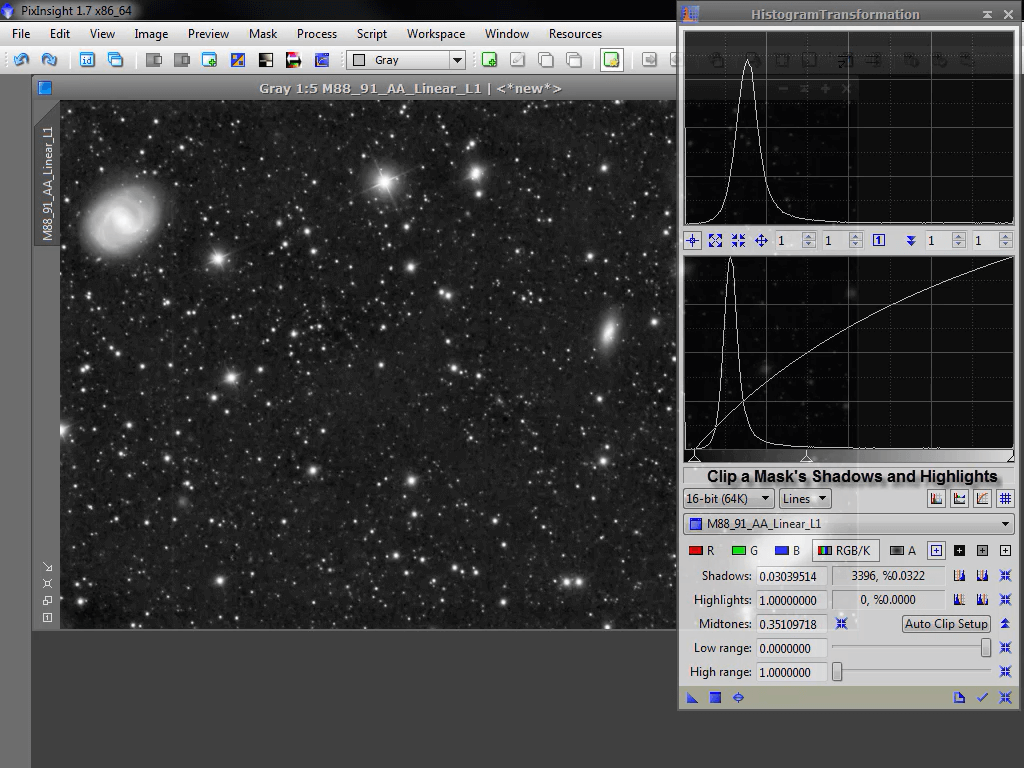 PixInsight 1.7 x86_64
HistogramTransformation
File Edit View Image Preview Mask Process Script Workspace Window Resources
id Gray
Gray 1:5 M88_91_AA_Linear_L1 | <*new*>
M88_91_AA_Linear_L1
1 1 1 1 1
Clip a Mask's Shadows and Highlights
16-bit (64K) Lines
M88_91_AA_Linear_L1
R G B RGB/K A
Shadows: 0.03039514 3396, %0.0322
Highlights: 1.00000000 0, %0.0000
Midtones: 0.35109718 Auto Clip Setup
Low range: 0.0000000
High range: 1.0000000